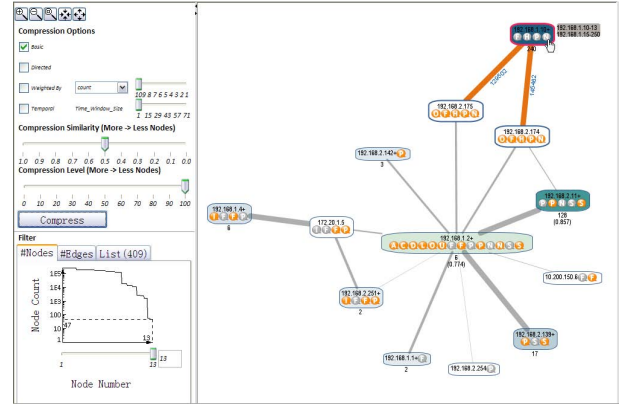 Compression Options
Basic
Directed
Weighted By count
109 8 7 6 5 4 3 2 1
Temporal Time_Window_Size
1 15 29 43 57 71
Compression Similarity (More -> Less Nodes)
1.0 0.9 0.8 0.7 0.6 0.5 0.4 0.3 0.2 0.1 0.0
Compression Level (More -> Less Nodes)
0 10 20 30 40 50 60 70 80 90 100
Compress
Filter
#Nodes #Edges List (409)
Node Count
1E5
1E4
1E3
100
10
1
47
13
1 13 13
Node Number
192.168.1.10+
240
192.168.1.10-13
192.168.1.15-250
192.168.2.175
O T H P N
192.168.2.174
O T H P N
192.168.2.142+
3
192.168.2.11+
P P N S S
128
(0.857)
192.168.1.4+
6
172.20.1.5
192.168.1.2+
6
(0.774)
10.200.150.6
192.168.2.251+
2
192.168.2.139+
P S S
17
192.168.1.1+
2
192.168.2.254